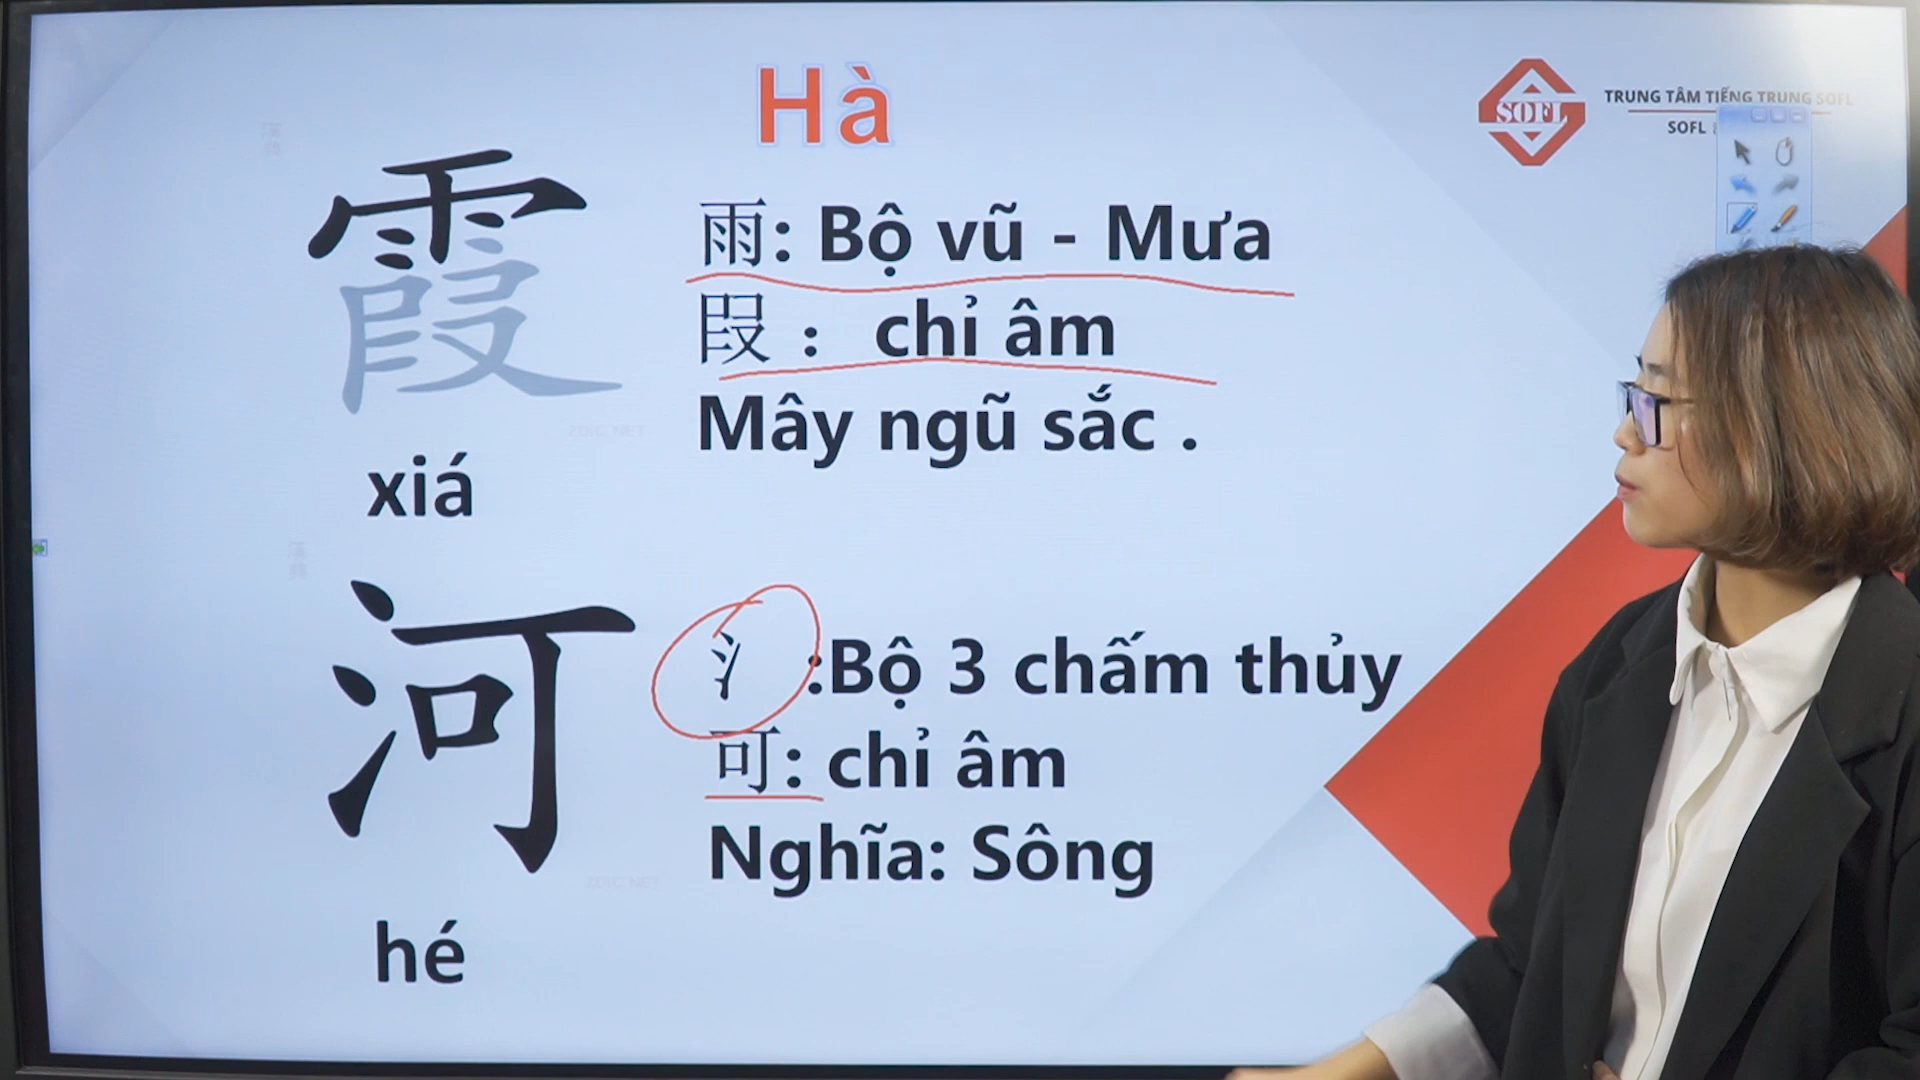 Hà
SOFL
TRUNG TÂM TIẾNG TRUNG SOFL
SOFL
霞
雨: Bộ vũ - Mưa
叚 : chỉ âm
Mây ngũ sắc .
xiá
河
氵:Bộ 3 chấm thủy
可: chỉ âm
Nghĩa: Sông
hé